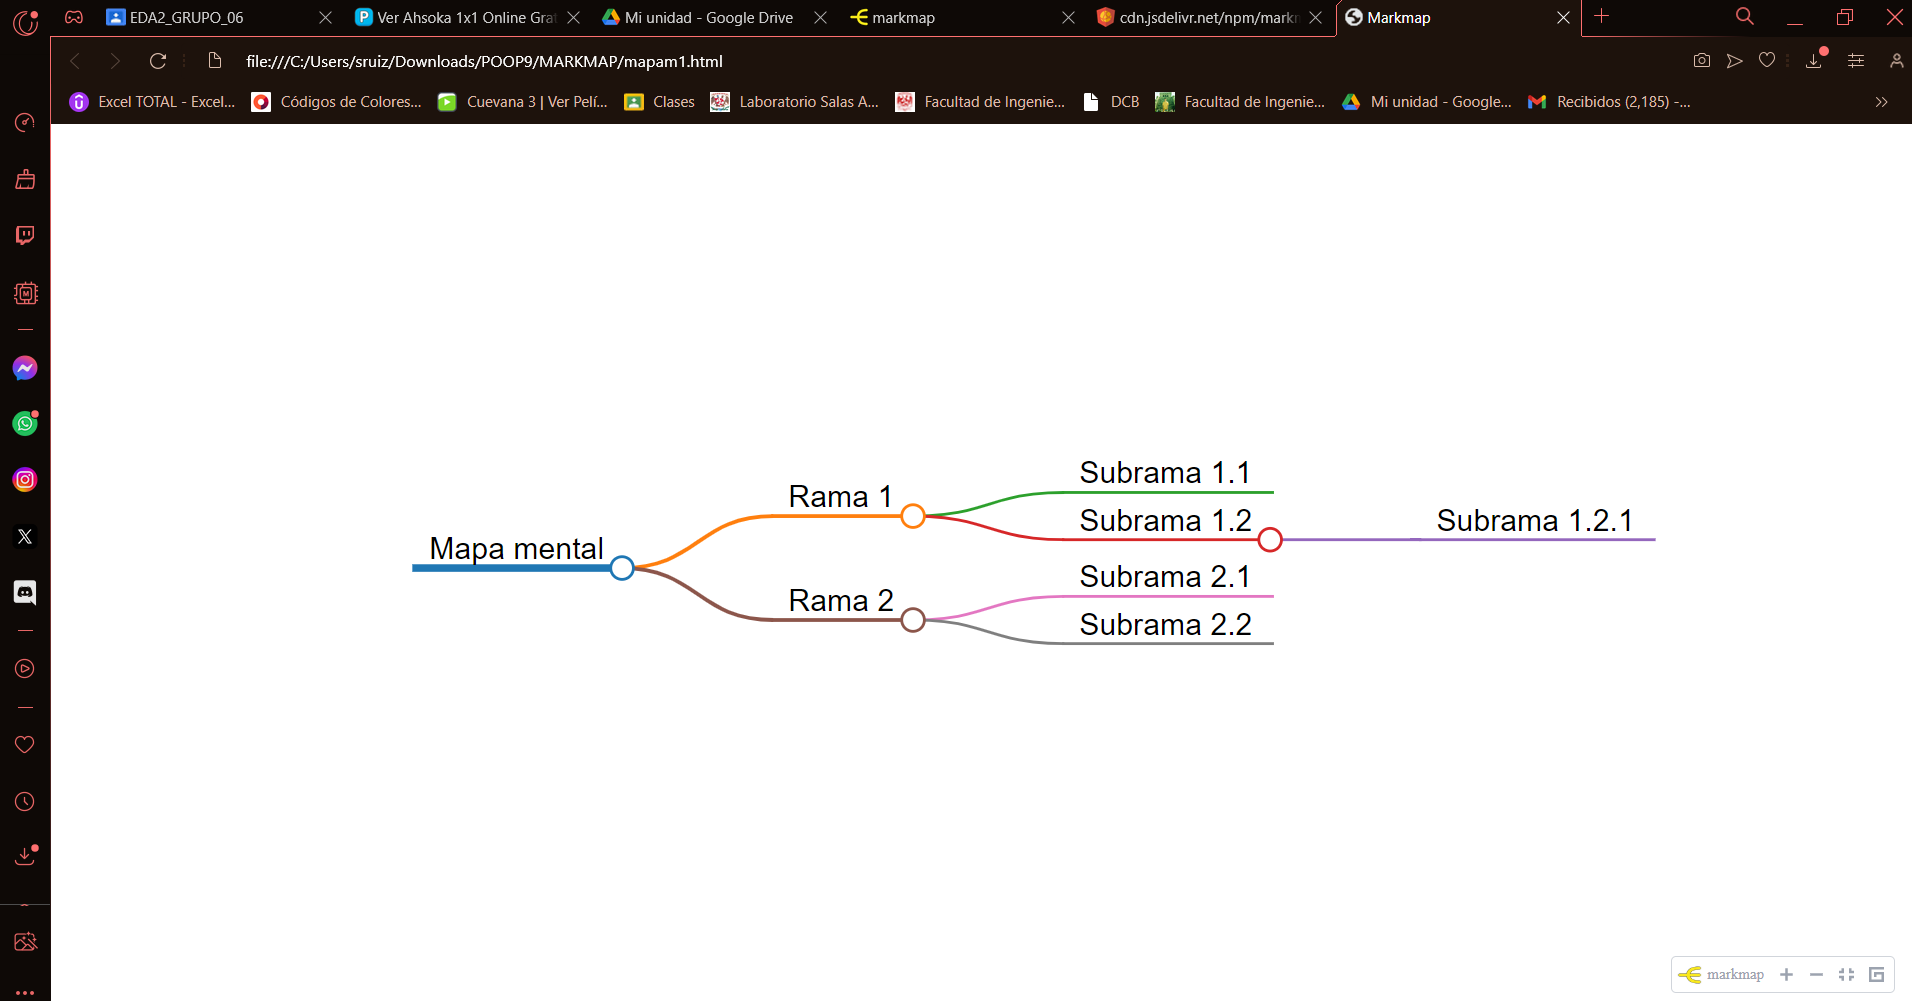 EDA2_GRUPO_06
Ver Ahsoka 1x1 Online Grat
Mi unidad - Google Drive
markmap
cdn.jsdelivr.net/npm/markm
Markmap
file:///C:/Users/sruiz/Downloads/POOP9/MARKMAP/mapam1.html
Excel TOTAL - Excel...
Códigos de Colores...
Cuevana 3 | Ver Pelí...
Clases
Laboratorio Salas A...
Facultad de Ingenie...
DCB
Facultad de Ingenie...
Mi unidad - Google...
Recibidos (2,185) -...
Mapa mental
Rama 1
Subrama 1.1
Subrama 1.2
Subrama 1.2.1
Rama 2
Subrama 2.1
Subrama 2.2
markmap